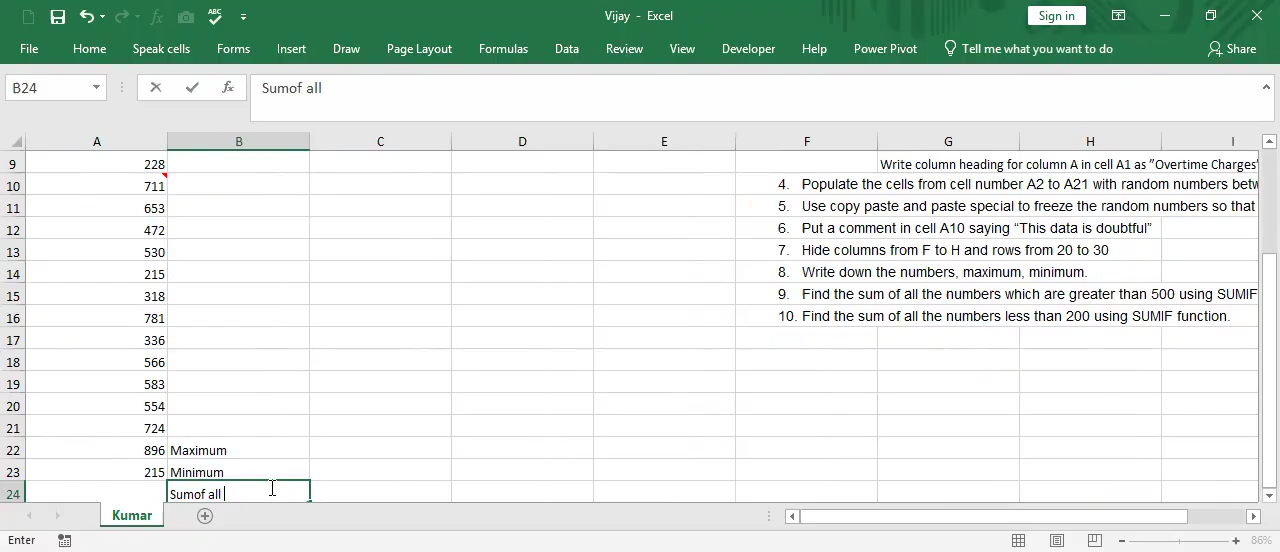 ABC
Vijay - Excel
Sign in
File Home Speak cells Forms Insert Draw Page Layout Formulas Data Review View Developer Help Power Pivot Tell me what you want to do Share
B24 fx Sumof all
A B C D E F G H I
9 228 Write column heading for column A in cell A1 as ”Overtime Charges”
10 711 4. Populate the cells from cell number A2 to A21 with random numbers betw
11 653 5. Use copy paste and paste special to freeze the random numbers so that
12 472 6. Put a comment in cell A10 saying “This data is doubtful”
13 530 7. Hide columns from F to H and rows from 20 to 30
14 215 8. Write down the numbers, maximum, minimum.
15 318 9. Find the sum of all the numbers which are greater than 500 using SUMIF
16 781 10. Find the sum of all the numbers less than 200 using SUMIF function.
17 336
18 566
19 583
20 554
21 724
22 896 Maximum
23 215 Minimum
24 Sumof all
Kumar
Enter 86%